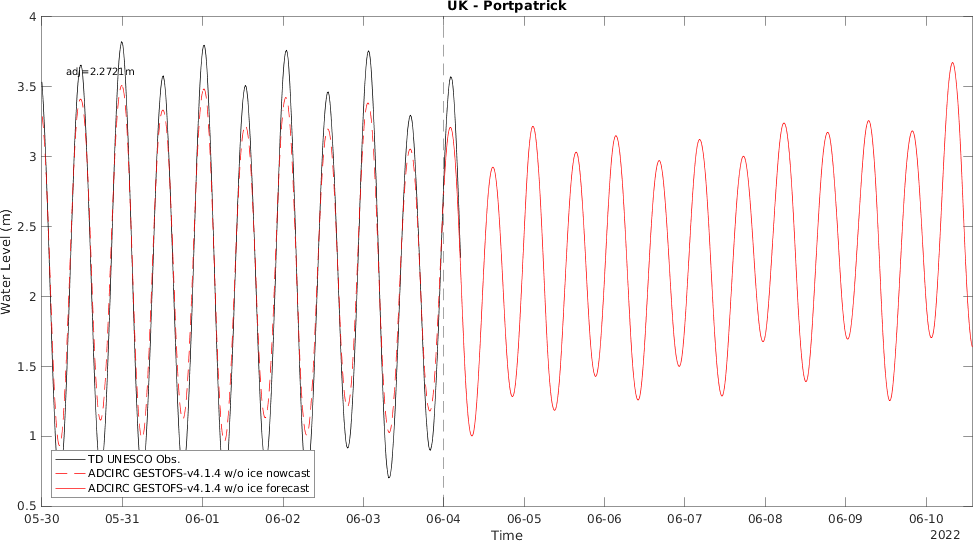 UK - Portpatrick
4
3.5
3
2.5
2
1.5
1
0.5
Water Level (m)
adj=2.2721m
TD UNESCO Obs.
ADCIRC GESTOFS-v4.1.4 w/o ice nowcast
ADCIRC GESTOFS-v4.1.4 w/o ice forecast
05-30 05-31 06-01 06-02 06-03 06-04 06-05 06-06 06-07 06-08 06-09 06-10
Time
2022